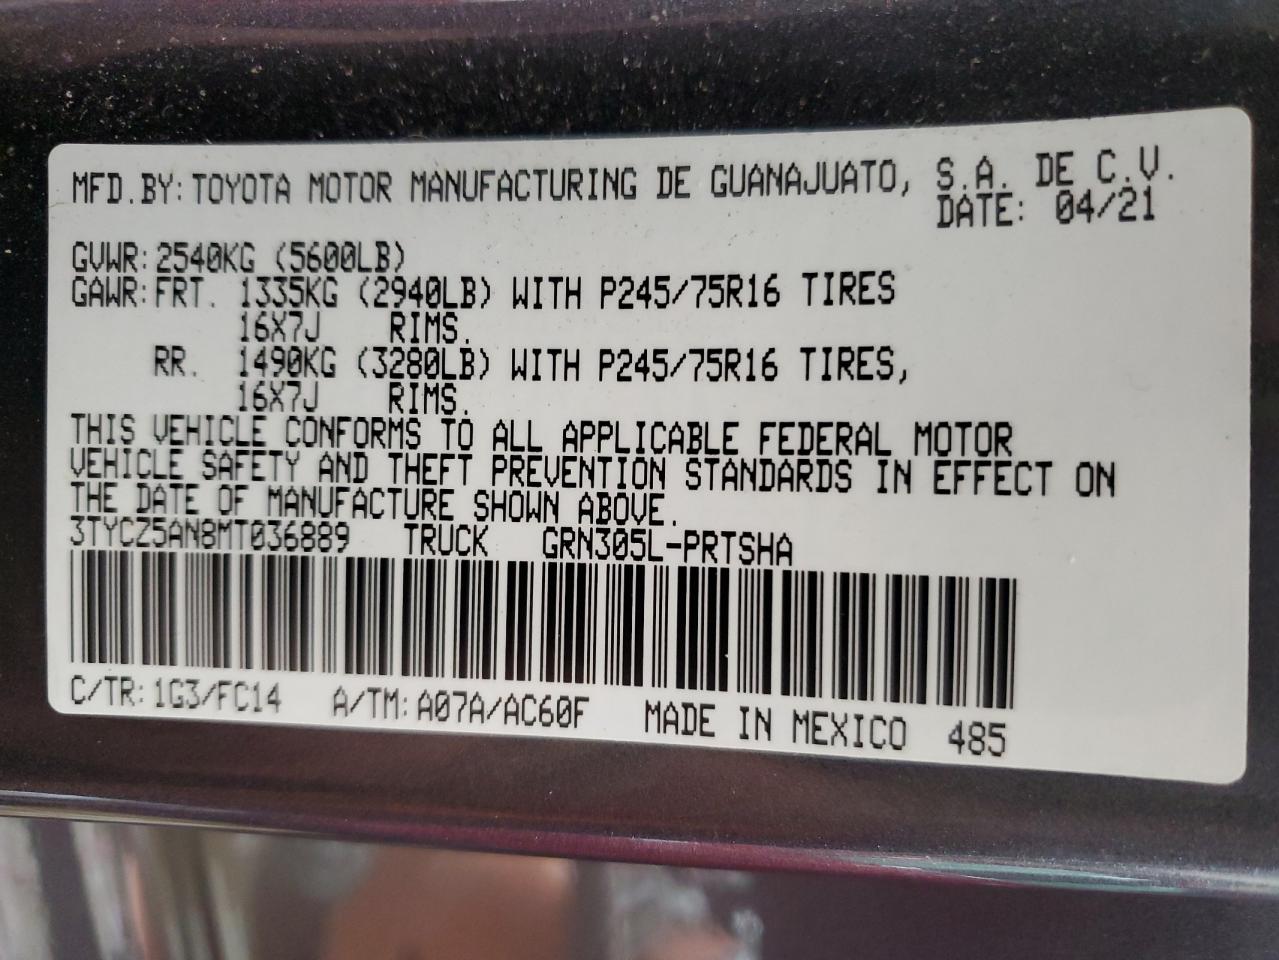 MFD.BY:TOYOTA MOTOR MANUFACTURING DE GUANAJUATO, S.A. DE C.V.
DATE: 04/21
GVWR:2540KG (5600LB)
GAWR:FRT. 1335KG (2940LB) WITH P245/75R16 TIRES
16X7J RIMS.
RR. 1490KG (3280LB) WITH P245/75R16 TIRES,
16X7J RIMS.
THIS VEHICLE CONFORMS TO ALL APPLICABLE FEDERAL MOTOR
VEHICLE SAFETY AND THEFT PREVENTION STANDARDS IN EFFECT ON
THE DATE OF MANUFACTURE SHOWN ABOVE.
3TYCZ5AN8MT036889 TRUCK GRN305L-PRTSHA
C/TR:1G3/FC14 A/TM:A07A/AC60F MADE IN MEXICO 485